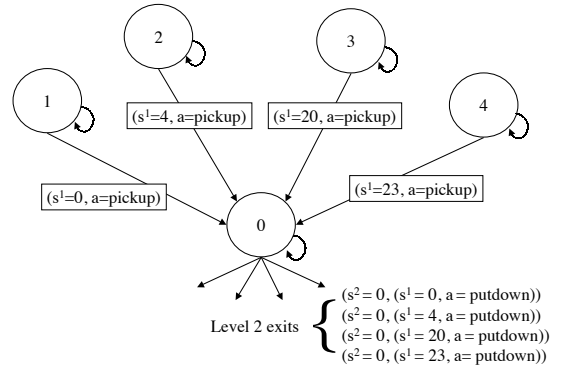 2
3
1
4
(s¹=4, a=pickup)
(s¹=20, a=pickup)
(s¹=0, a=pickup)
(s¹=23, a=pickup)
0
Level 2 exits
(s²= 0, (s¹ = 0, a = putdown))
(s²= 0, (s¹ = 4, a = putdown))
(s²= 0, (s¹ = 20, a = putdown))
(s²= 0, (s¹ = 23, a= putdown))